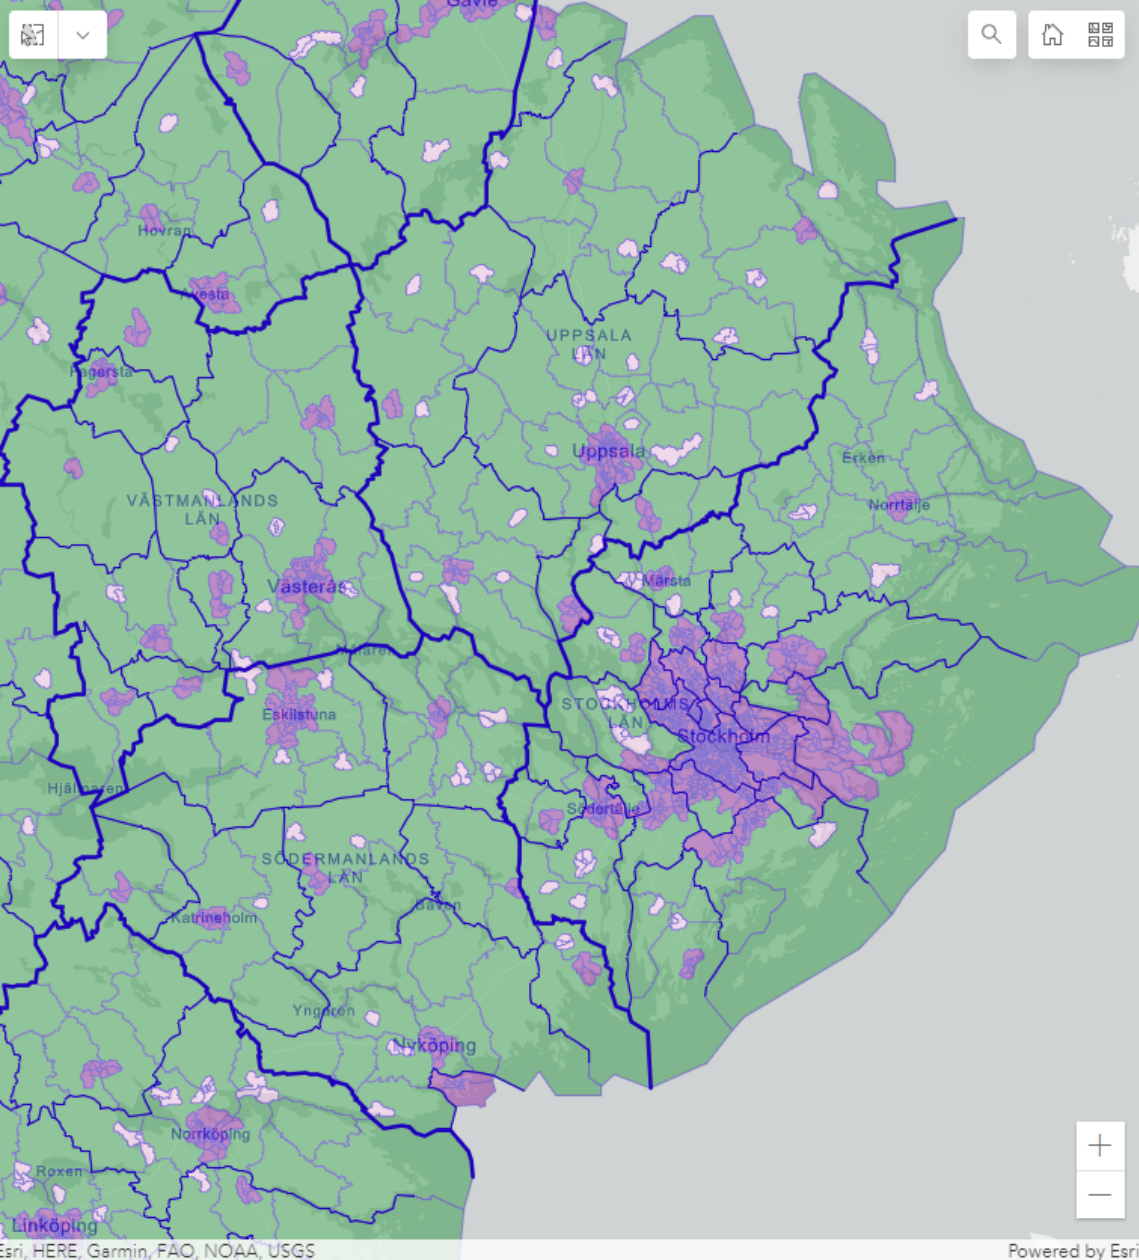 Gävle
Hovran
Avesta
UPPSALA
LÄN
Fagersta
Uppsala
Erken
VÄSTMANLANDS
LÄN
Norrtälje
Märsta
Västerås
Mälaren
STOCKHOLMS
LÄN
Eskilstuna
Stockholm
Hjälmaren
Södertälje
SÖDERMANLANDS
LÄN
Båven
Katrineholm
Yngaren
Nyköping
Norrköping
Roxen
Linköping
Esri, HERE, Garmin, FAO, NOAA, USGS
Powered by Esri